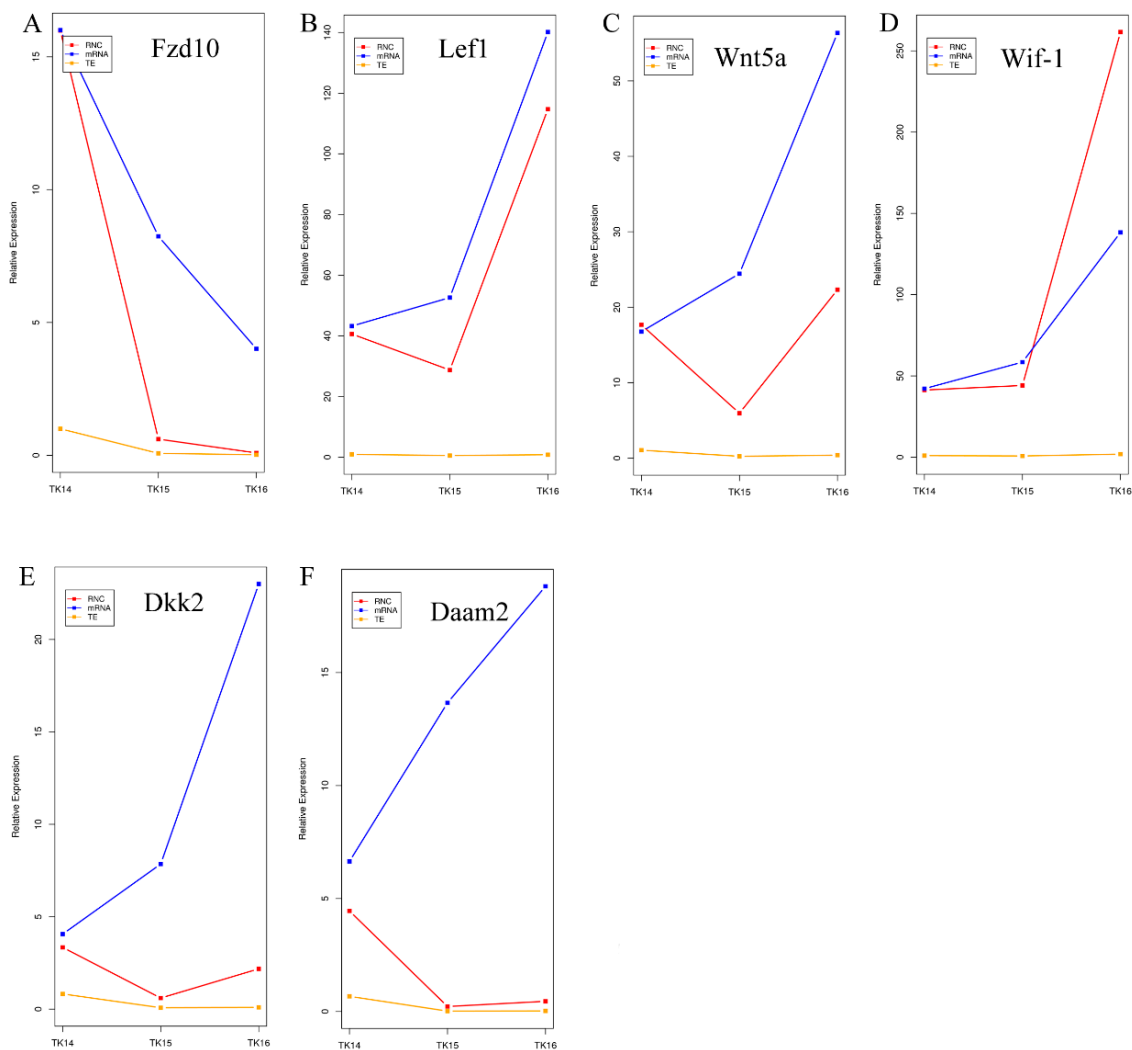 A
Fzd10
RNC
mRNA
TE
Relative Expression
15
10
5
0
TK14 TK15 TK16
B
Lef1
RNC
mRNA
TE
Relative Expression
140
120
100
80
60
40
20
0
TK14 TK15 TK16
C
Wnt5a
RNC
mRNA
TE
Relative Expression
50
40
30
20
10
0
TK14 TK15 TK16
D
Wif-1
RNC
mRNA
TE
Relative Expression
250
200
150
100
50
0
TK14 TK15 TK16
E
Dkk2
RNC
mRNA
TE
Relative Expression
20
15
10
5
0
TK14 TK15 TK16
F
Daam2
RNC
mRNA
TE
Relative Expression
15
10
5
0
TK14 TK15 TK16